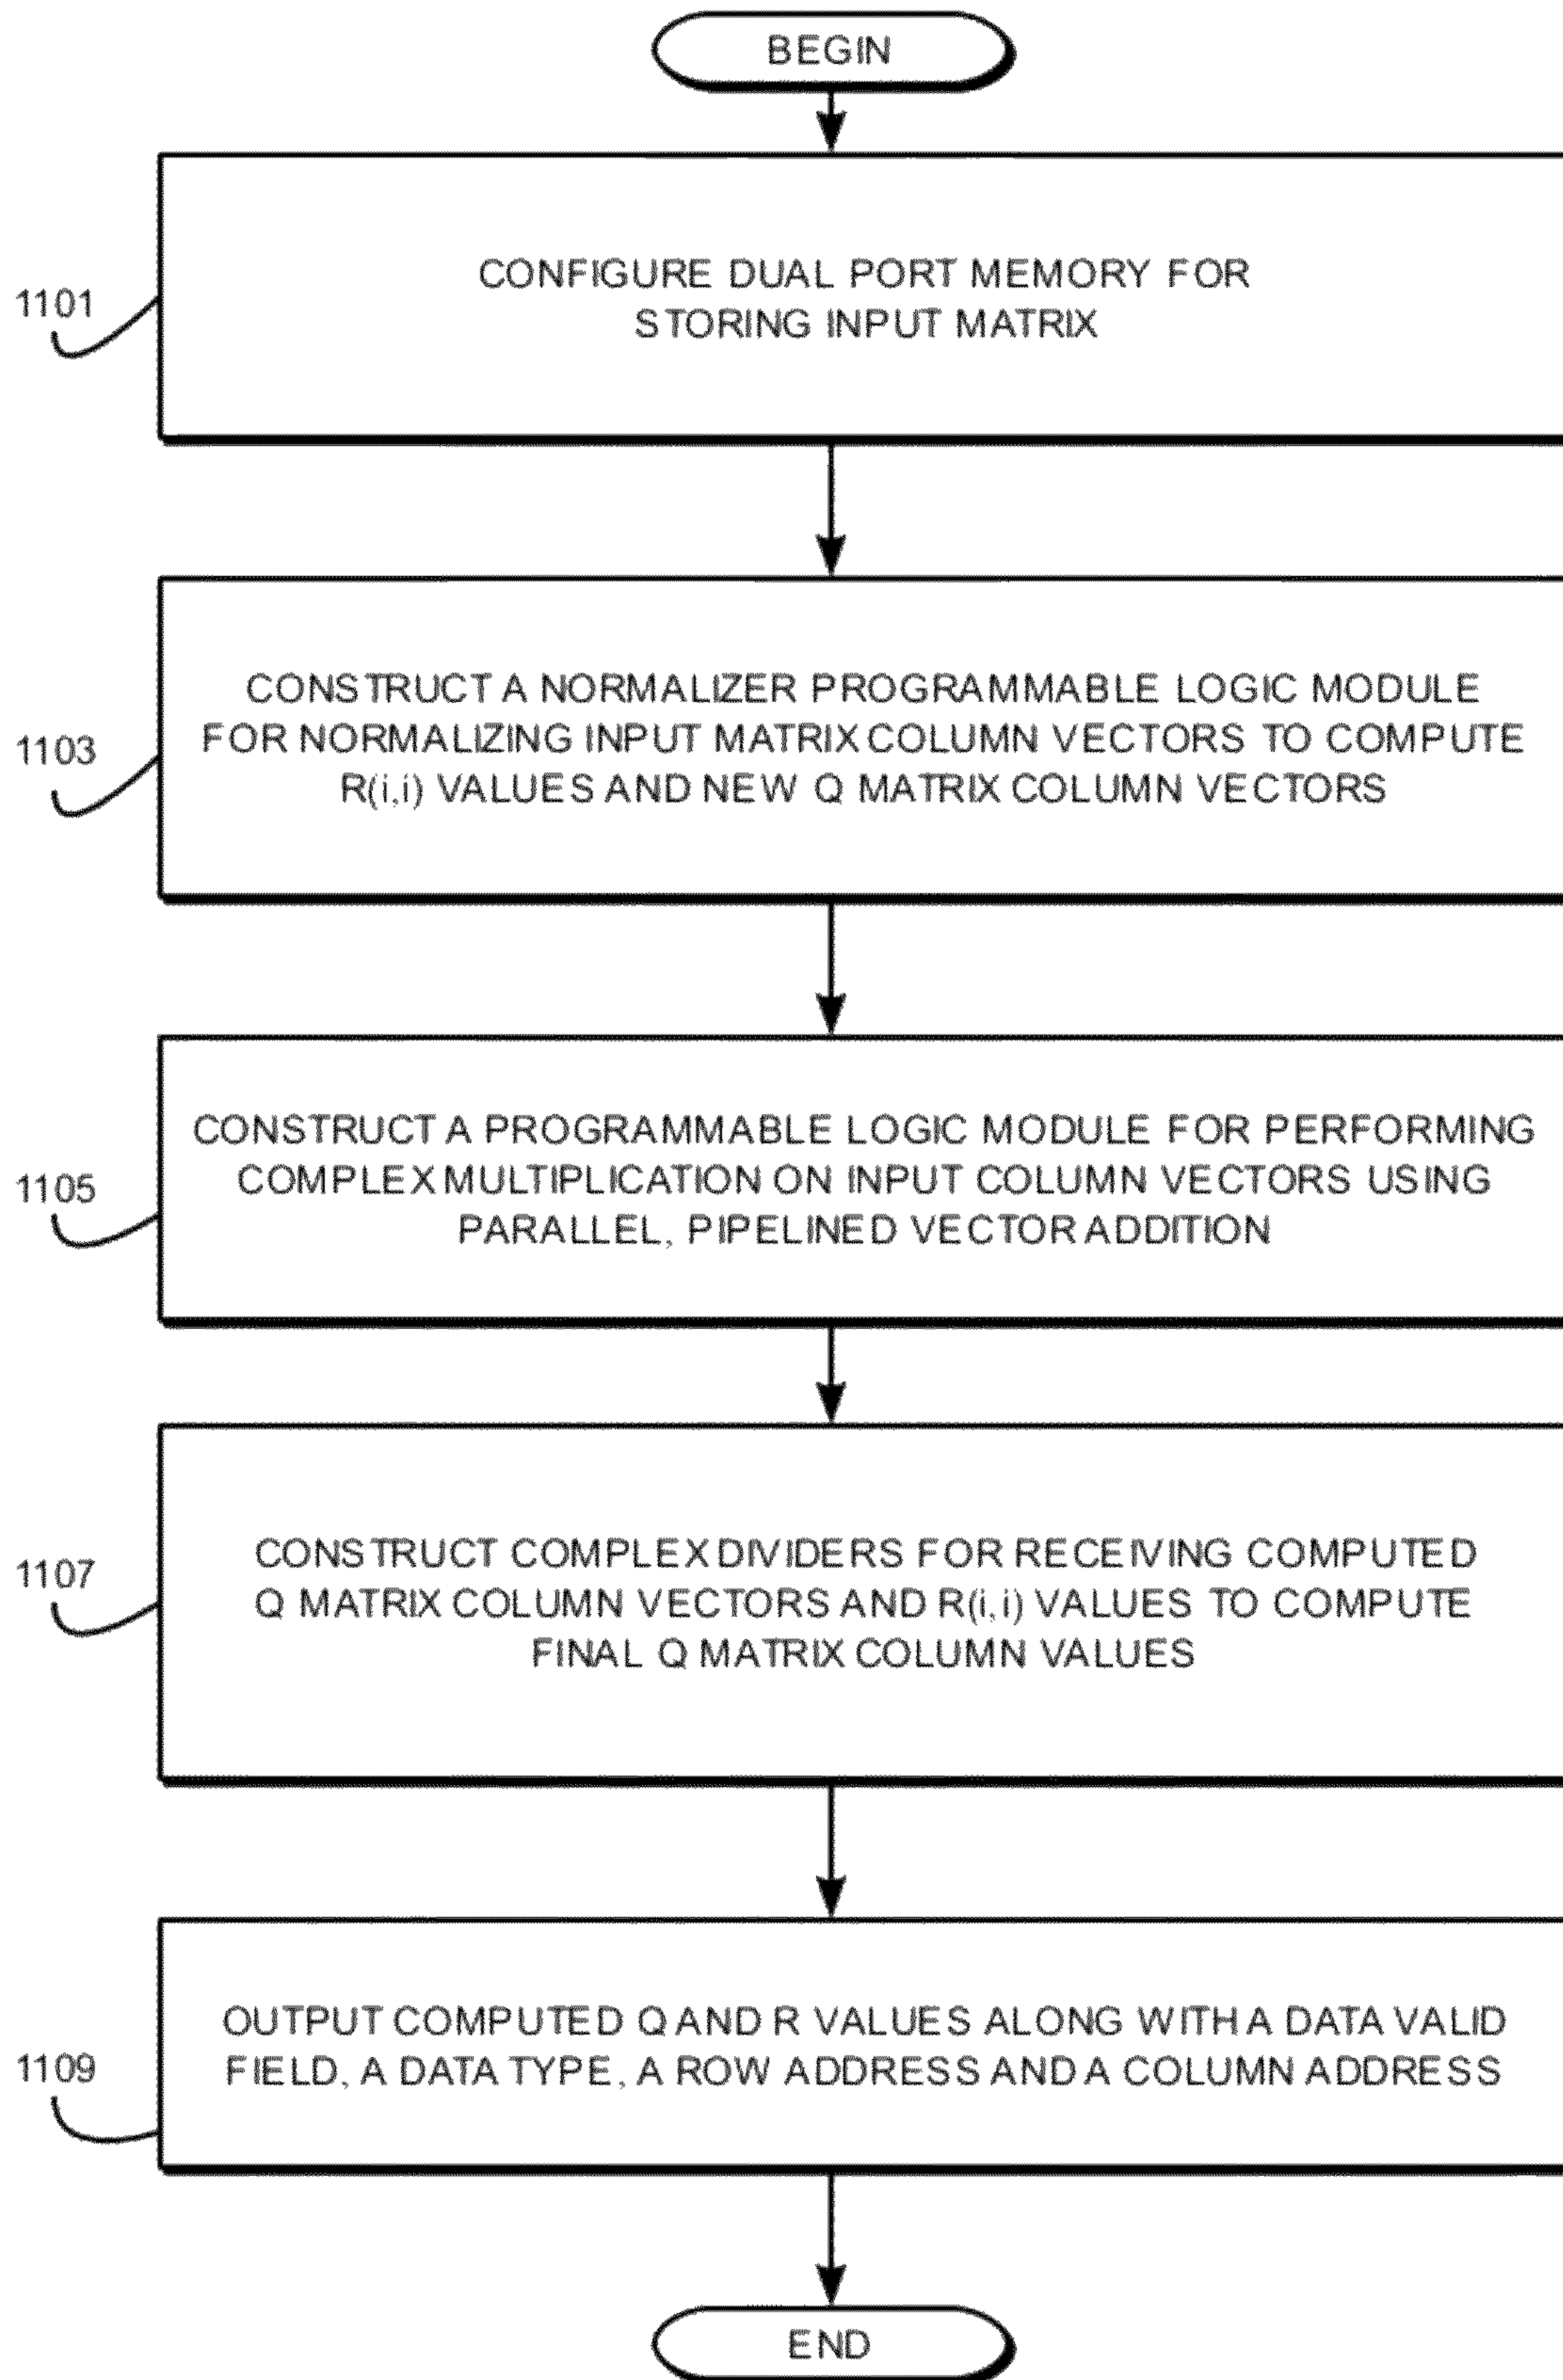 BEGIN
1101
CONFIGURE DUAL PORT MEMORY FOR
STORING INPUT MATRIX
1103
CONSTRUCT A NORMALIZER PROGRAMMABLE LOGIC MODULE
FOR NORMALIZING INPUT MATRIX COLUMN VECTORS TO COMPUTE
R(i,i) VALUES AND NEW Q MATRIX COLUMN VECTORS
1105
CONSTRUCT A PROGRAMMABLE LOGIC MODULE FOR PERFORMING
COMPLEX MULTIPLICATION ON INPUT COLUMN VECTORS USING
PARALLEL, PIPELINED VECTOR ADDITION
1107
CONSTRUCT COMPLEX DIVIDERS FOR RECEIVING COMPUTED
Q MATRIX COLUMN VECTORS AND R(i,i) VALUES TO COMPUTE
FINAL Q MATRIX COLUMN VALUES
1109
OUTPUT COMPUTED Q AND R VALUES ALONG WITH A DATA VALID
FIELD, A DATA TYPE, A ROW ADDRESS AND A COLUMN ADDRESS
END